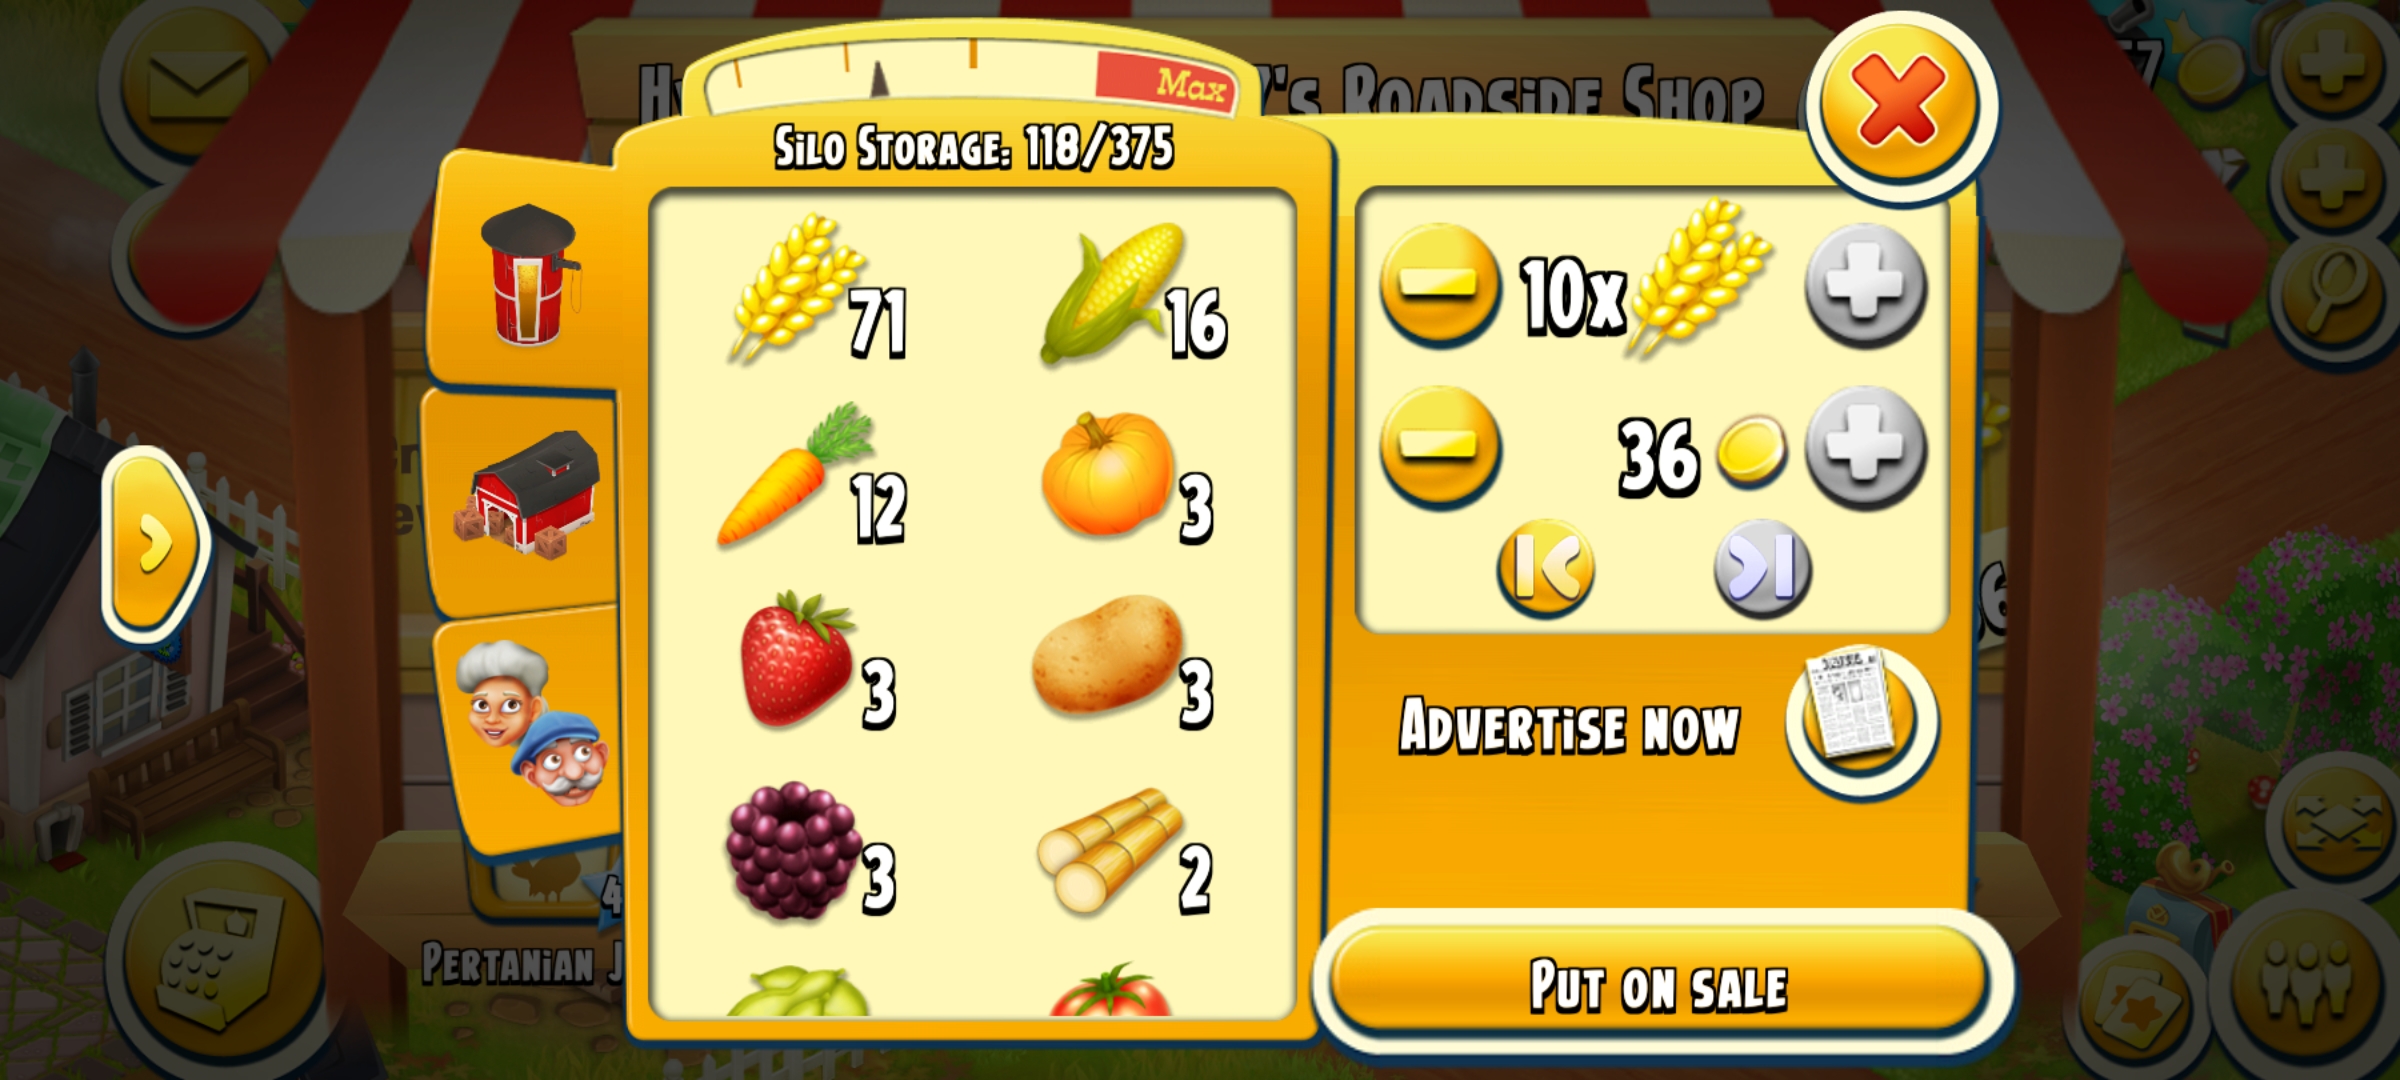 Max
's Roadside Shop
Silo Storage: 118/375
71
16
10x
12
3
36
3
3
Advertise now
3
2
Put on sale
Pertanian